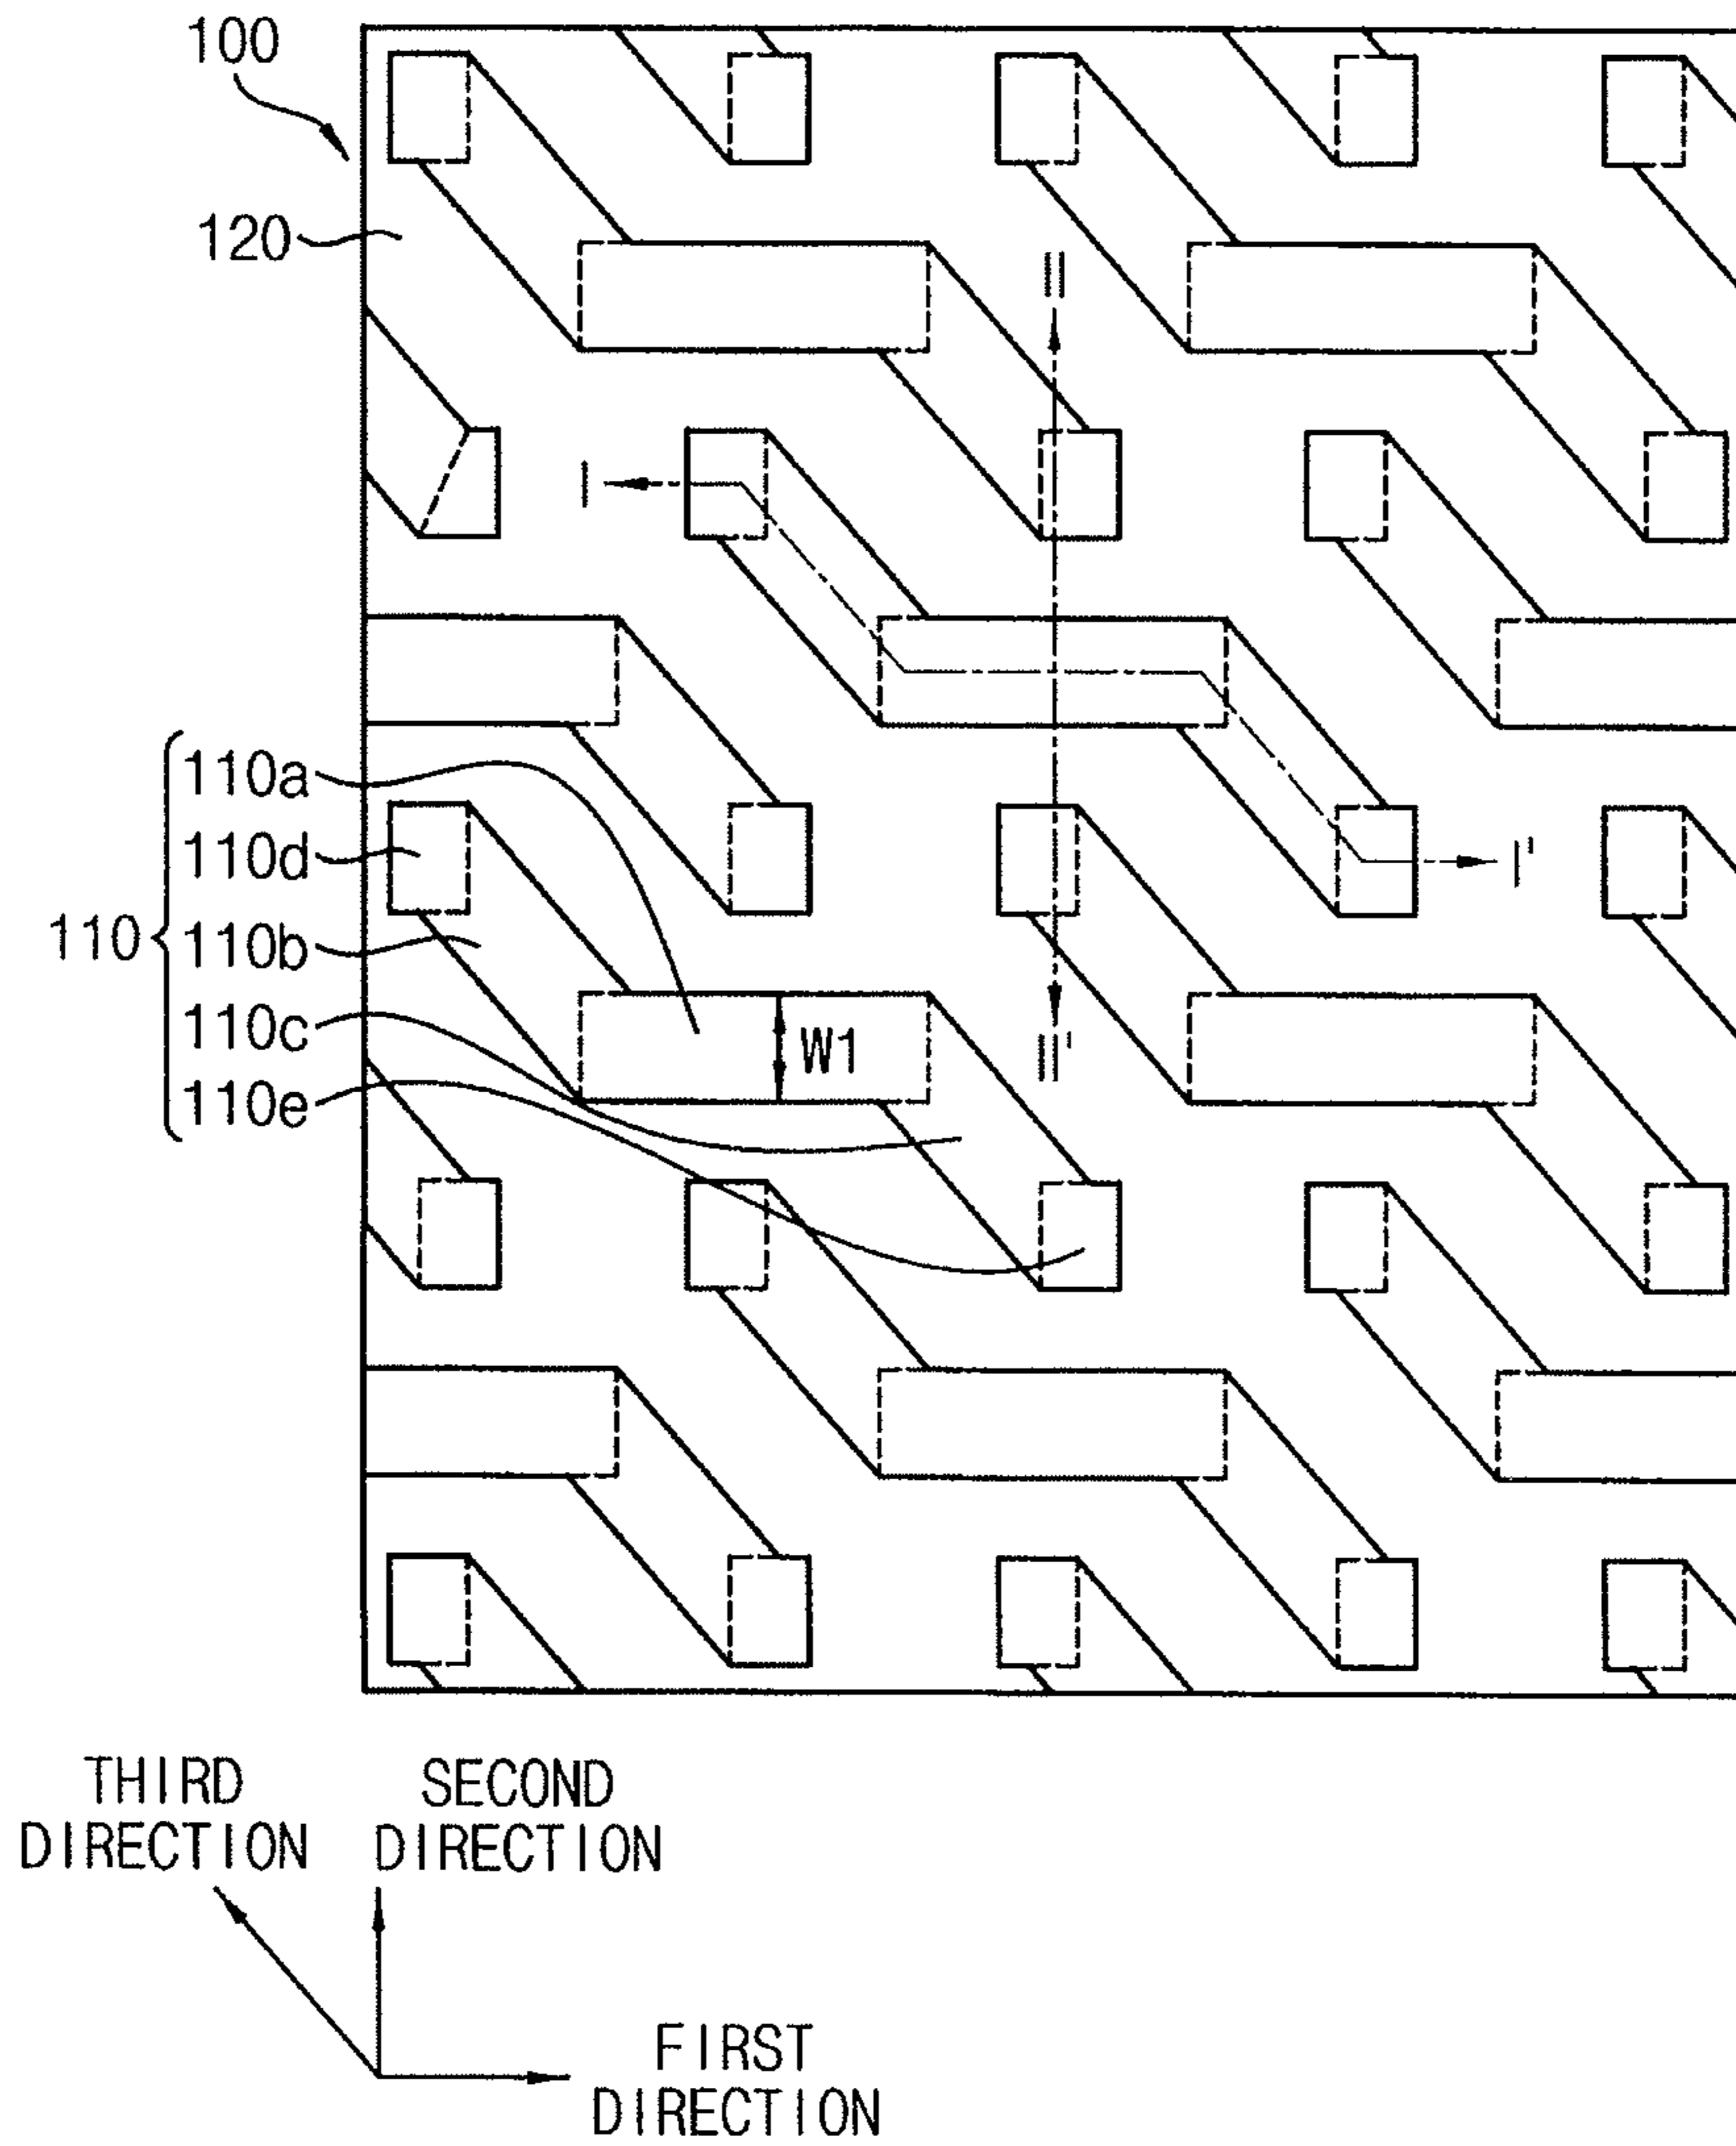 100
120
II
I
I'
110
110a
110d
110b
110c
110e
W1
II'
THIRD
DIRECTION
SECOND
DIRECTION
FIRST
DIRECTION